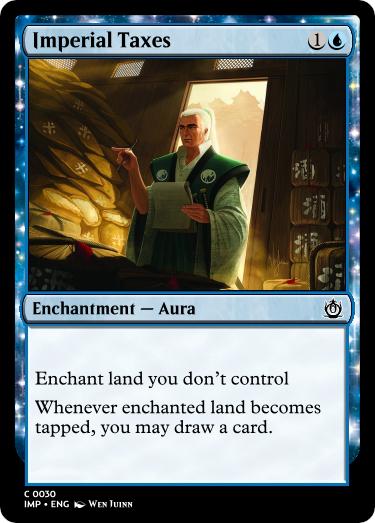 Imperial Taxes 1
Enchantment — Aura
Enchant land you don't control
Whenever enchanted land becomes
tapped, you may draw a card.
C 0030
IMP • ENG Wen Juinn